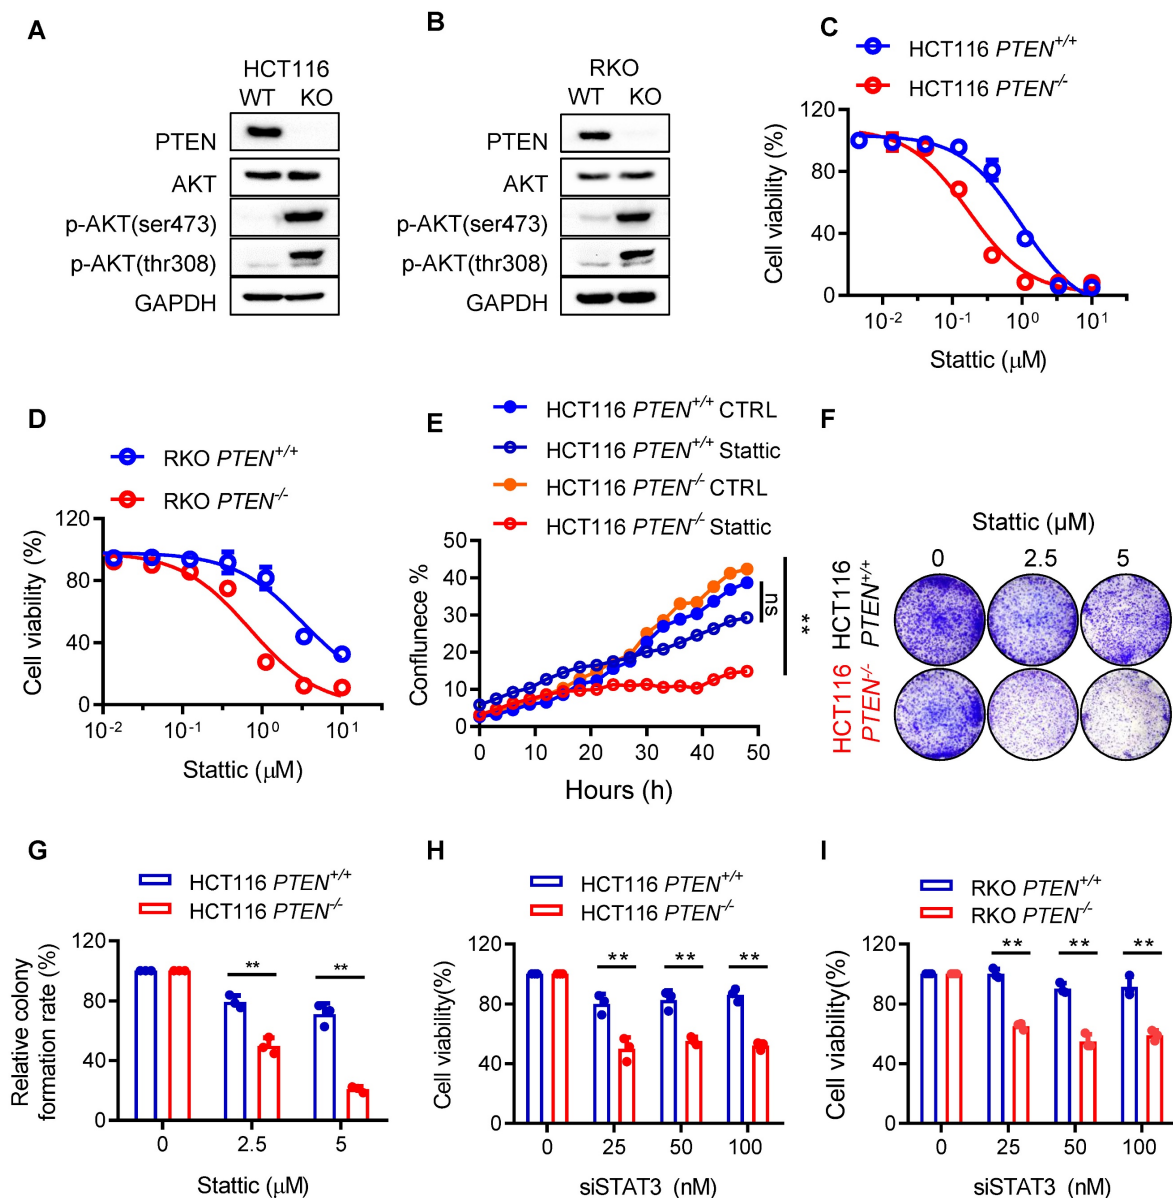 A
HCT116
WT KO
PTEN
AKT
p-AKT(ser473)
p-AKT(thr308)
GAPDH
B
RKO
WT KO
PTEN
AKT
p-AKT(ser473)
p-AKT(thr308)
GAPDH
C
HCT116 PTEN+/+
HCT116 PTEN-/-
Cell viability (%)
120
80
40
0
10-2 10-1 100 101
Stattic (μM)
D
RKO PTEN+/+
RKO PTEN-/-
Cell viability (%)
120
80
40
0
10-2 10-1 100 101
Stattic (μM)
E
HCT116 PTEN+/+ CTRL
HCT116 PTEN+/+ Stattic
HCT116 PTEN-/- CTRL
HCT116 PTEN-/- Stattic
Conflunece %
50
40
30
20
10
0
0 10 20 30 40 50
Hours (h)
ns
**
F
Stattic (μM)
0 2.5 5
HCT116
PTEN+/+
HCT116
PTEN-/-
G
HCT116 PTEN+/+
HCT116 PTEN-/-
Relative colony
formation rate (%)
120
80
40
0
** **
0 2.5 5
Stattic (μM)
H
HCT116 PTEN+/+
HCT116 PTEN-/-
Cell viability(%)
120
80
40
0
** ** **
0 25 50 100
siSTAT3 (nM)
I
RKO PTEN+/+
RKO PTEN-/-
Cell viability(%)
120
80
40
0
** ** **
0 25 50 100
siSTAT3 (nM)